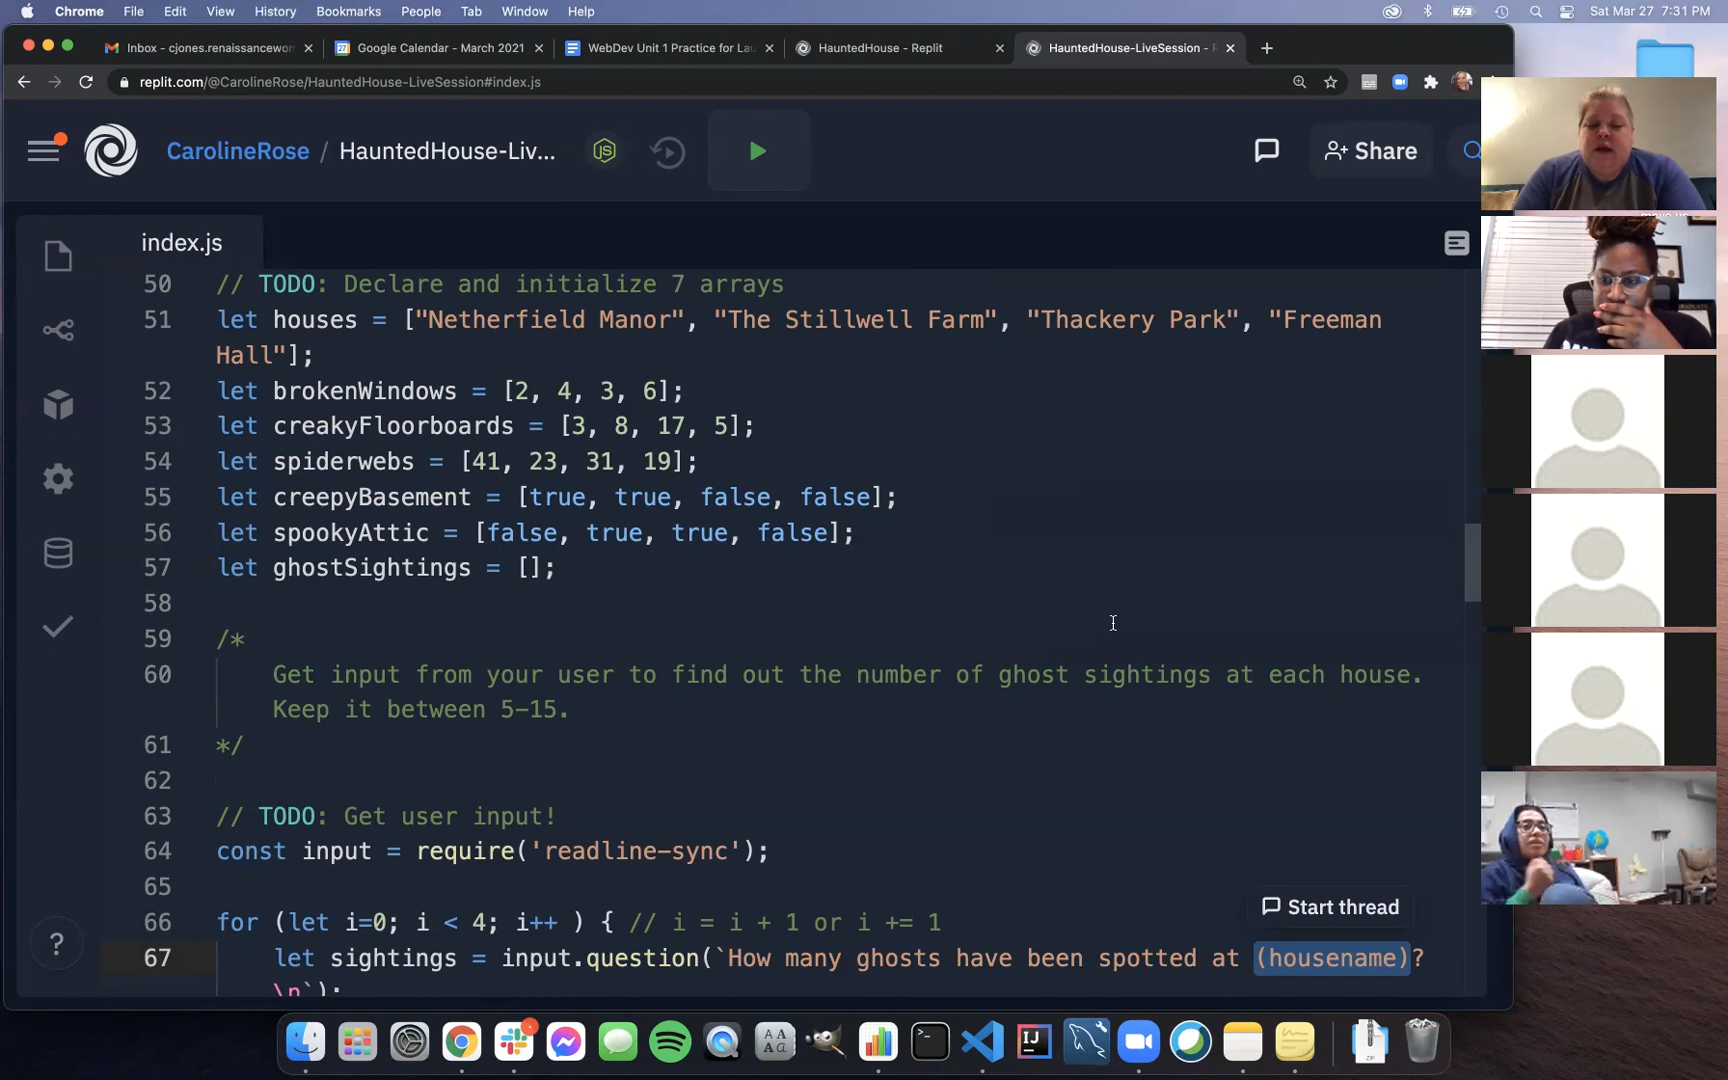 Chrome File Edit View History Bookmarks People Tab Window Help Sat Mar 27 7:31 PM
Inbox - cjones.renaissancewom
27 Google Calendar - March 2021
WebDev Unit 1 Practice for Lau
HauntedHouse - Replit
HauntedHouse-LiveSession - R
replit.com/@CarolineRose/HauntedHouse-LiveSession#index.js
CarolineRose / HauntedHouse-Liv...
Share
index.js
50 // TODO: Declare and initialize 7 arrays
51 let houses = ["Netherfield Manor", "The Stillwell Farm", "Thackery Park", "Freeman
Hall"];
52 let brokenWindows = [2, 4, 3, 6];
53 let creakyFloorboards = [3, 8, 17, 5];
54 let spiderwebs = [41, 23, 31, 19];
55 let creepyBasement = [true, true, false, false];
56 let spookyAttic = [false, true, true, false];
57 let ghostSightings = [];
58
59 /*
60 Get input from your user to find out the number of ghost sightings at each house.
Keep it between 5-15.
61 */
62
63 // TODO: Get user input!
64 const input = require('readline-sync');
65
Start thread
66 for (let i=0; i < 4; i++ ) { // i = i + 1 or i += 1
67 let sightings = input.question(`How many ghosts have been spotted at (housename)?
\n`);
?